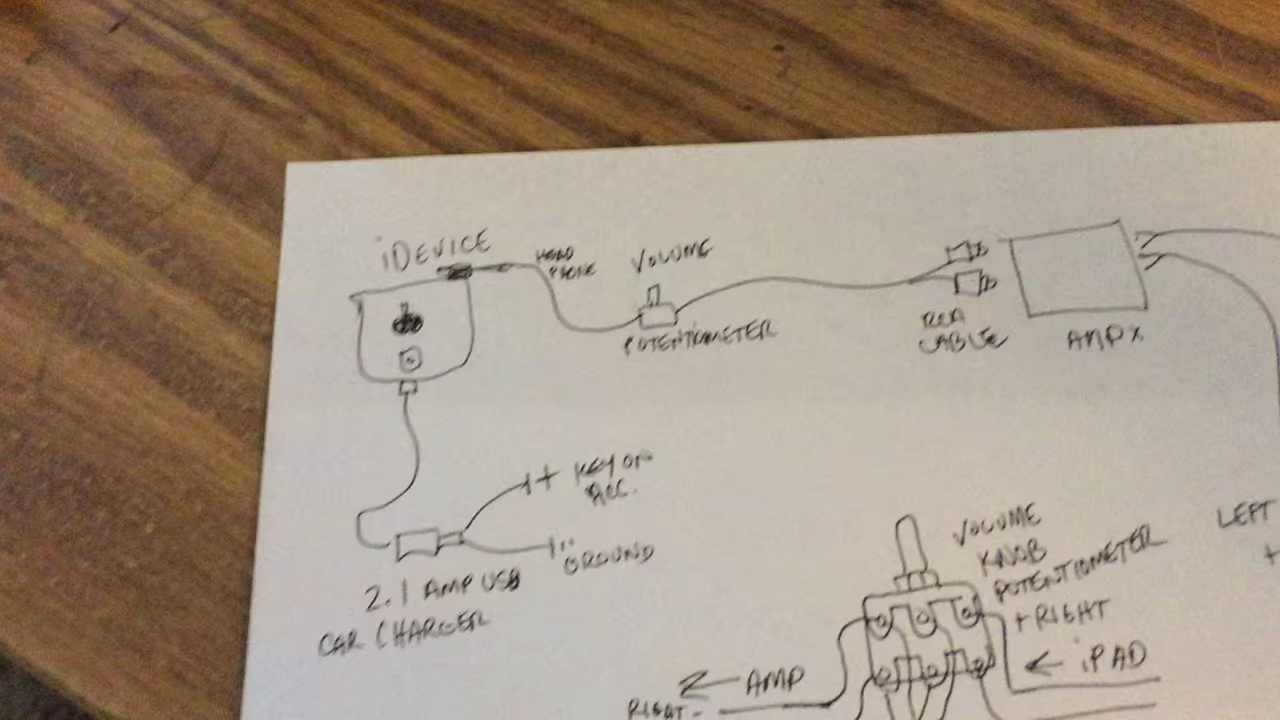 iDEVICE
HEAD
PHONE
VOLUME
POTENTIOMETER
RCA
CABLE
AMP X
+ KEY ON
ACC.
GROUND
2.1 AMP USB
CAR CHARGER
VOLUME
KNOB
POTENTIOMETER
+ RIGHT
← iPAD
← AMP
RIGHT -
LEFT
+